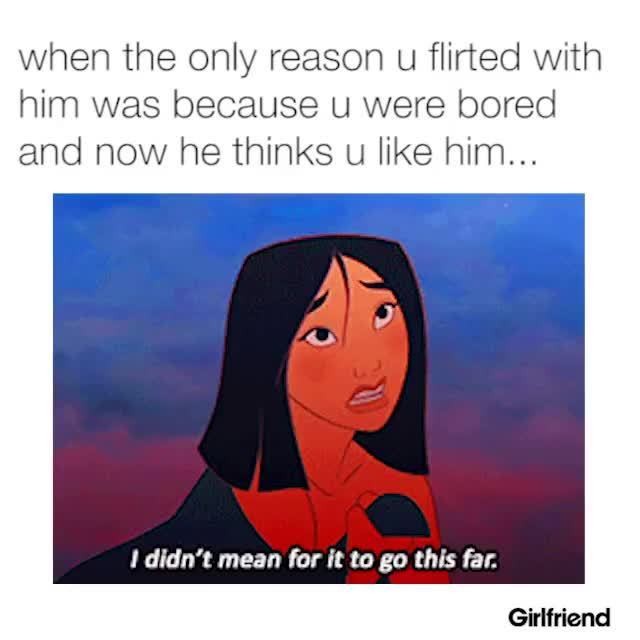 when the only reason u flirted with
him was because u were bored
and now he thinks u like him...
I didn't mean for it to go this far.
Girlfriend